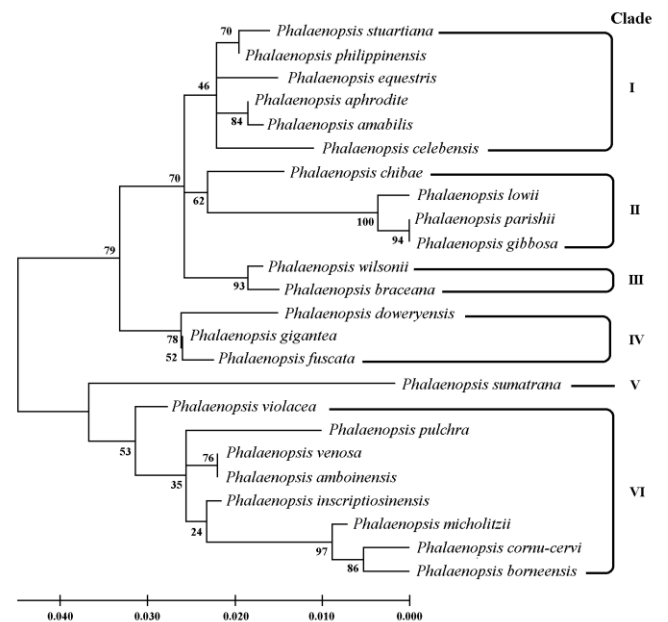 Clade
70 Phalaenopsis stuartiana
Phalaenopsis philippinensis
46 Phalaenopsis equestris
I
Phalaenopsis aphrodite
84 Phalaenopsis amabilis
Phalaenopsis celebensis
70
Phalaenopsis chibae
62
Phalaenopsis lowii
II
100 Phalaenopsis parishii
94 Phalaenopsis gibbosa
79
Phalaenopsis wilsonii
III
93 Phalaenopsis braceana
Phalaenopsis doweryensis
78 Phalaenopsis gigantea
IV
52 Phalaenopsis fuscata
Phalaenopsis sumatrana V
Phalaenopsis violacea
Phalaenopsis pulchra
53
76 Phalaenopsis venosa
Phalaenopsis amboinensis
35
VI
Phalaenopsis inscriptiosinensis
24 Phalaenopsis micholitzii
97 Phalaenopsis cornu-cervi
86 Phalaenopsis borneensis
0.040 0.030 0.020 0.010 0.000